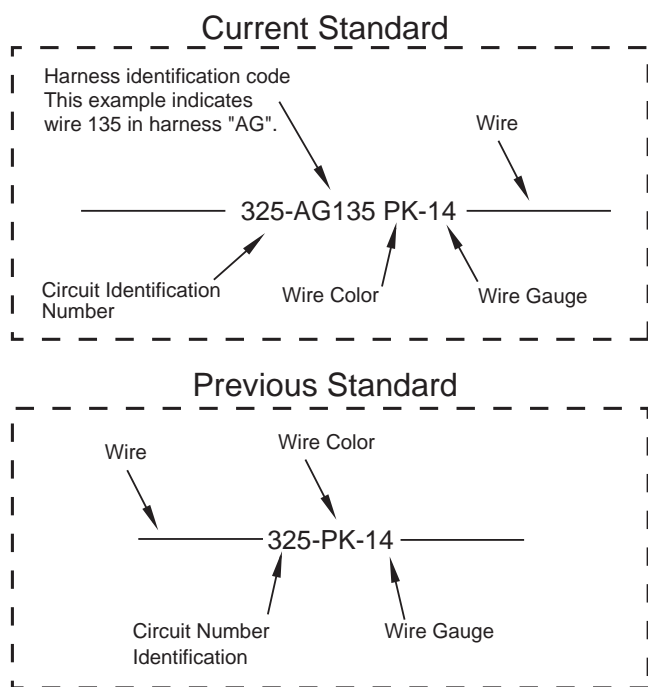 Current Standard
Harness identification code
This example indicates
wire 135 in harness "AG".
Wire
325-AG135 PK-14
Circuit Identification
Number
Wire Color
Wire Gauge
Previous Standard
Wire
Wire Color
325-PK-14
Circuit Number
Identification
Wire Gauge